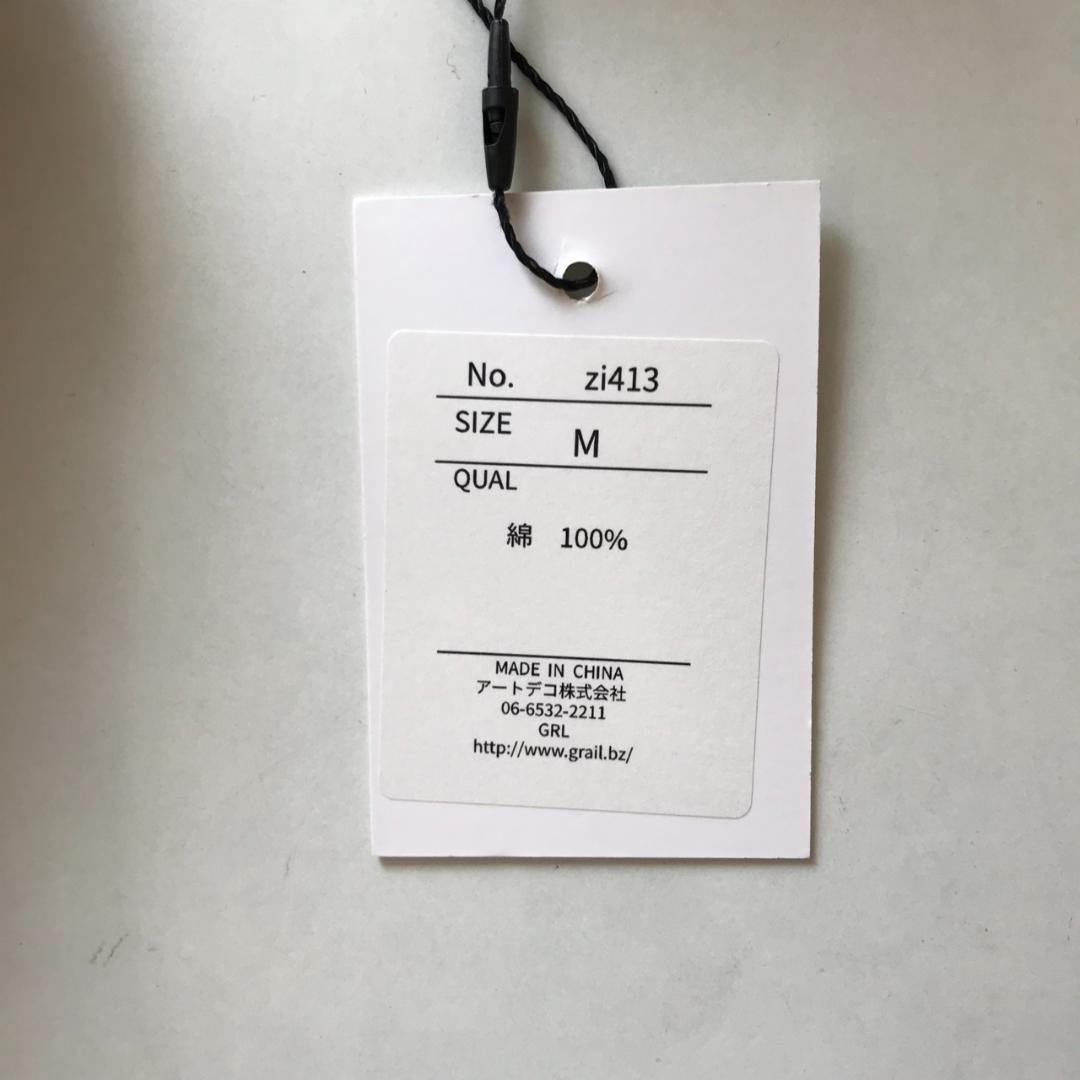 No. zi413
SIZE M
QUAL
綿 100%
MADE IN CHINA
アートデコ株式会社
06-6532-2211
GRL
http://www.grail.bz/